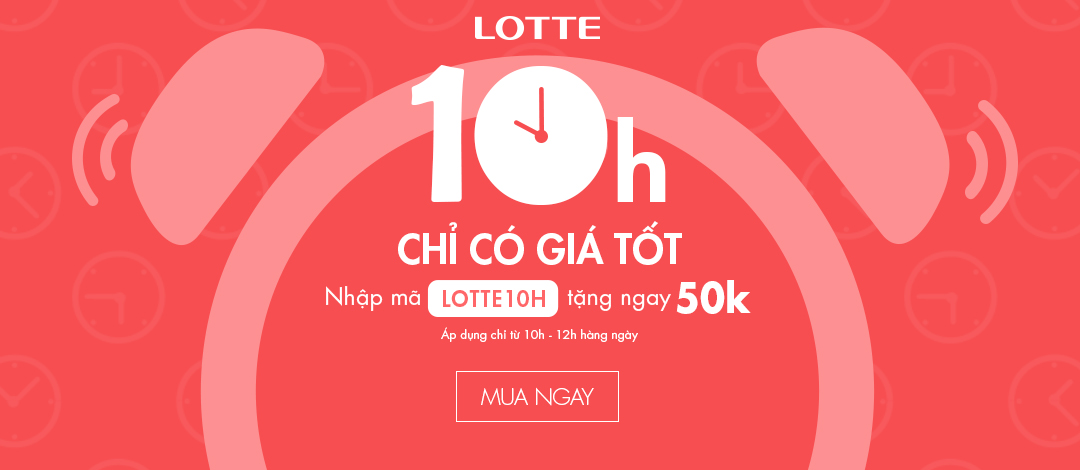 LOTTE
10h
CHỈ CÓ GIÁ TỐT
Nhập mã LOTTE10H tặng ngay 50k
Áp dụng chỉ từ 10h - 12h hàng ngày
MUA NGAY